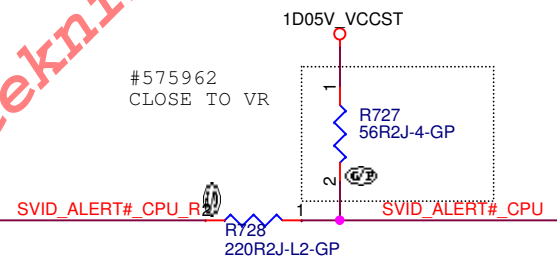 1D05V_VCCST
#575962
CLOSE TO VR
1
R727
56R2J-4-GP
2
G/P
SVID_ALERT#_CPU_R
2
1
SVID_ALERT#_CPU
R728
220R2J-L2-GP
ekni